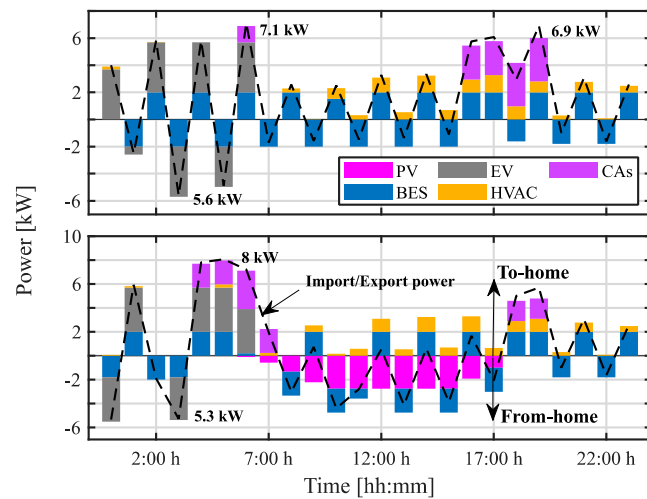 7.1 kW
6.9 kW
6
2
-2
-6
5.6 kW
PV
EV
CAs
BES
HVAC
Power [kW]
10
6
2
-2
-6
8 kW
Import/Export power
To-home
5.3 kW
From-home
2:00 h
7:00 h
12:00 h
17:00 h
22:00 h
Time [hh:mm]